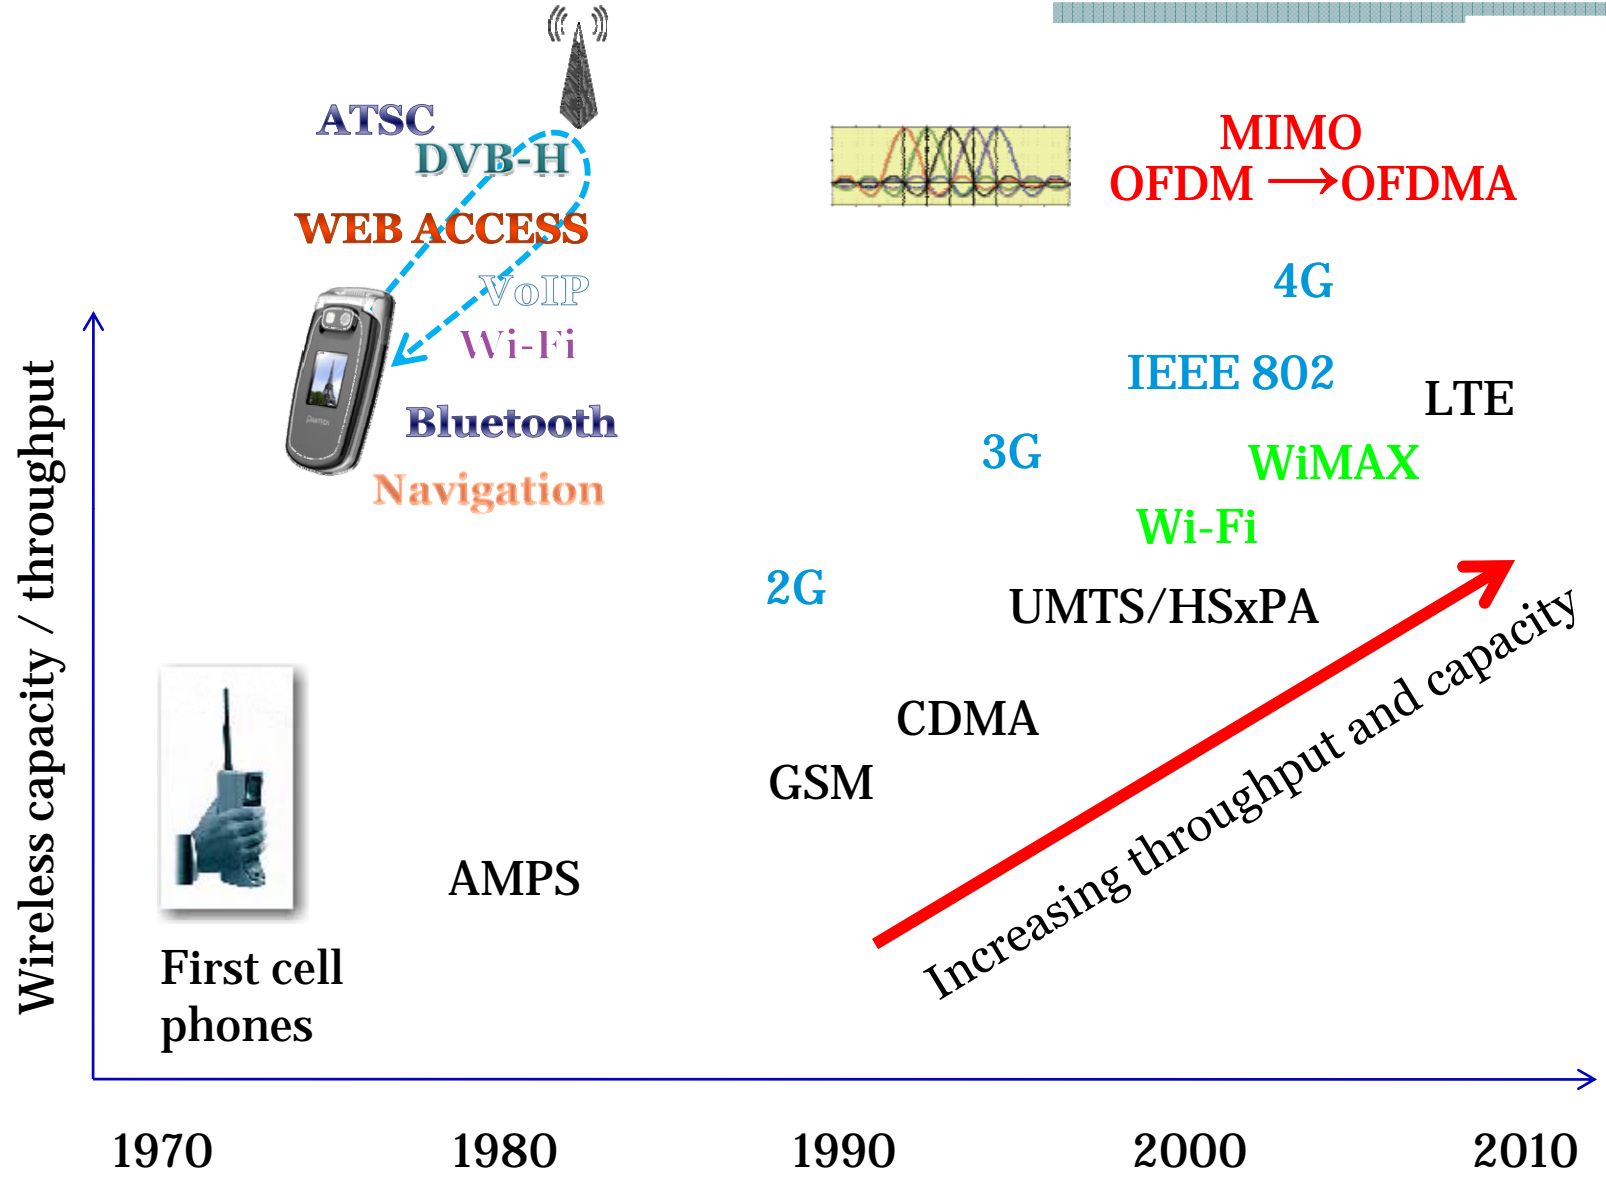 ATSC
DVB-H
WEB ACCESS
VoIP
Wi-Fi
Bluetooth
Navigation
MIMO
OFDM →OFDMA
4G
IEEE 802
LTE
3G
WiMAX
Wi-Fi
2G
UMTS/HSxPA
CDMA
GSM
AMPS
First cell
phones
Increasing throughput and capacity
Wireless capacity / throughput
1970
1980
1990
2000
2010